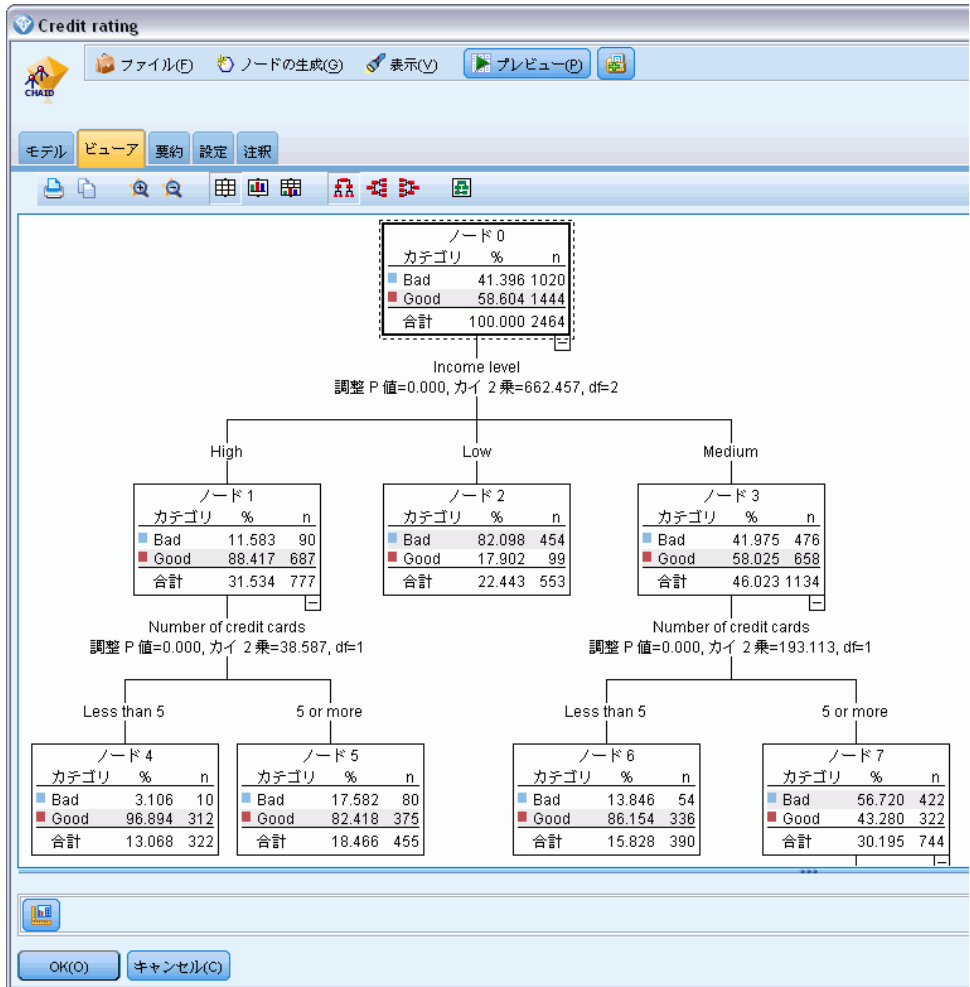 Credit rating
CHAID
ファイル(F) ノードの生成(G) 表示(V) プレビュー(P)
モデル ビューア 要約 設定 注釈
ノード 0
カテゴリ % n
Bad 41.396 1020
Good 58.604 1444
合計 100.000 2464
Income level
調整 P 値=0.000, カイ 2 乗=662.457, df=2
High Low Medium
ノード 1
カテゴリ % n
Bad 11.583 90
Good 88.417 687
合計 31.534 777
ノード 2
カテゴリ % n
Bad 82.098 454
Good 17.902 99
合計 22.443 553
ノード 3
カテゴリ % n
Bad 41.975 476
Good 58.025 658
合計 46.023 1134
Number of credit cards
調整 P 値=0.000, カイ 2 乗=38.587, df=1
Number of credit cards
調整 P 値=0.000, カイ 2 乗=193.113, df=1
Less than 5 5 or more Less than 5 5 or more
ノード 4
カテゴリ % n
Bad 3.106 10
Good 96.894 312
合計 13.068 322
ノード 5
カテゴリ % n
Bad 17.582 80
Good 82.418 375
合計 18.466 455
ノード 6
カテゴリ % n
Bad 13.846 54
Good 86.154 336
合計 15.828 390
ノード 7
カテゴリ % n
Bad 56.720 422
Good 43.280 322
合計 30.195 744
OK(O) キャンセル(C)